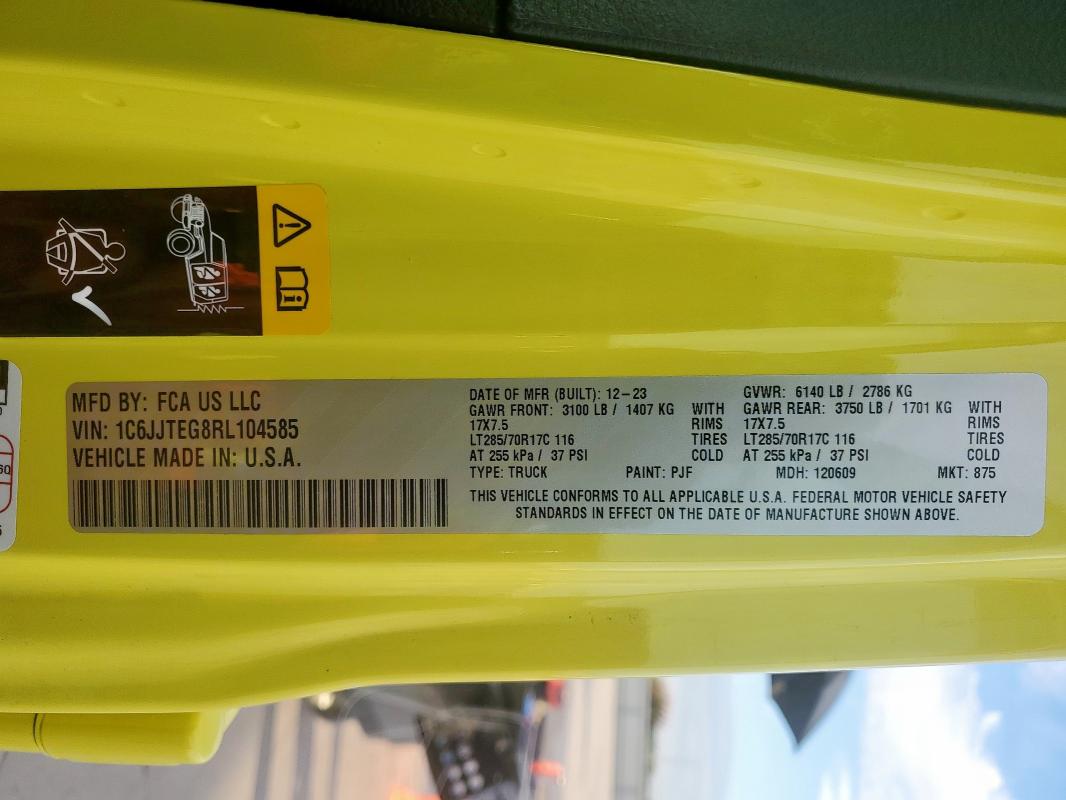 MFD BY: FCA US LLC
VIN: 1C6JJTEG8RL104585
VEHICLE MADE IN: U.S.A.
DATE OF MFR (BUILT): 12-23 GVWR: 6140 LB / 2786 KG
GAWR FRONT: 3100 LB / 1407 KG WITH GAWR REAR: 3750 LB / 1701 KG WITH
17X7.5 RIMS 17X7.5 RIMS
LT285/70R17C 116 TIRES LT285/70R17C 116 TIRES
AT 255 kPa / 37 PSI COLD AT 255 kPa / 37 PSI COLD
TYPE: TRUCK PAINT: PJF MDH: 120609 MKT: 875
THIS VEHICLE CONFORMS TO ALL APPLICABLE U.S.A. FEDERAL MOTOR VEHICLE SAFETY
STANDARDS IN EFFECT ON THE DATE OF MANUFACTURE SHOWN ABOVE.